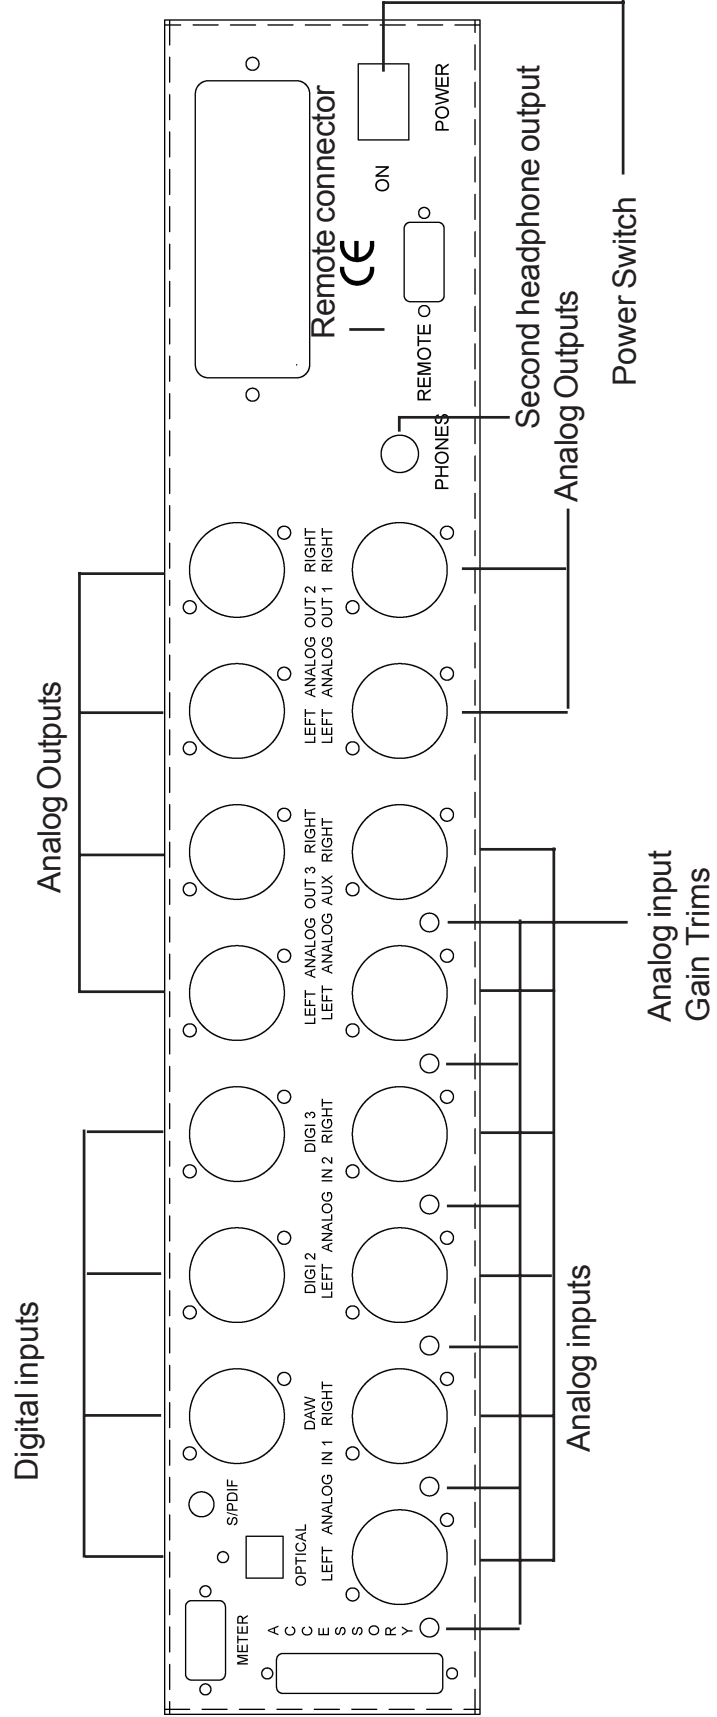 Digital inputs
Analog Outputs
METER
S/PDIF
OPTICAL
DAW
DIGI 2
DIGI 3
LEFT ANALOG OUT 3 RIGHT
LEFT ANALOG OUT 2 RIGHT
LEFT ANALOG IN 1 RIGHT
LEFT ANALOG IN 2 RIGHT
LEFT ANALOG AUX RIGHT
LEFT ANALOG OUT 1 RIGHT
ACCESSORY
Remote connector
CE
ON
REMOTE
PHONES
POWER
Second headphone output
Analog Outputs
Analog inputs
Power Switch
Analog input
Gain Trims